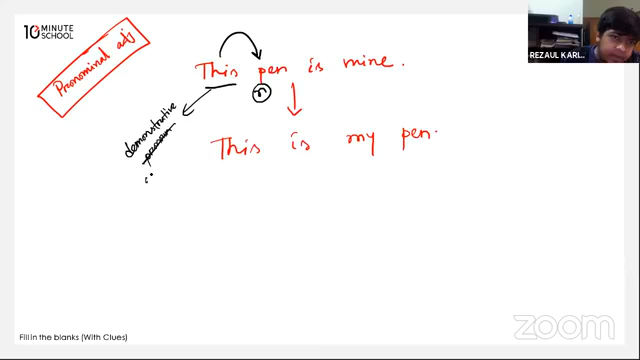 10 MINUTE SCHOOL
REZAUL KARI..
Pronominal adj
This pen is mine.
n
demonstrative
pronoun
This is my pen.
Fill in the blanks (With Clues)
zoom